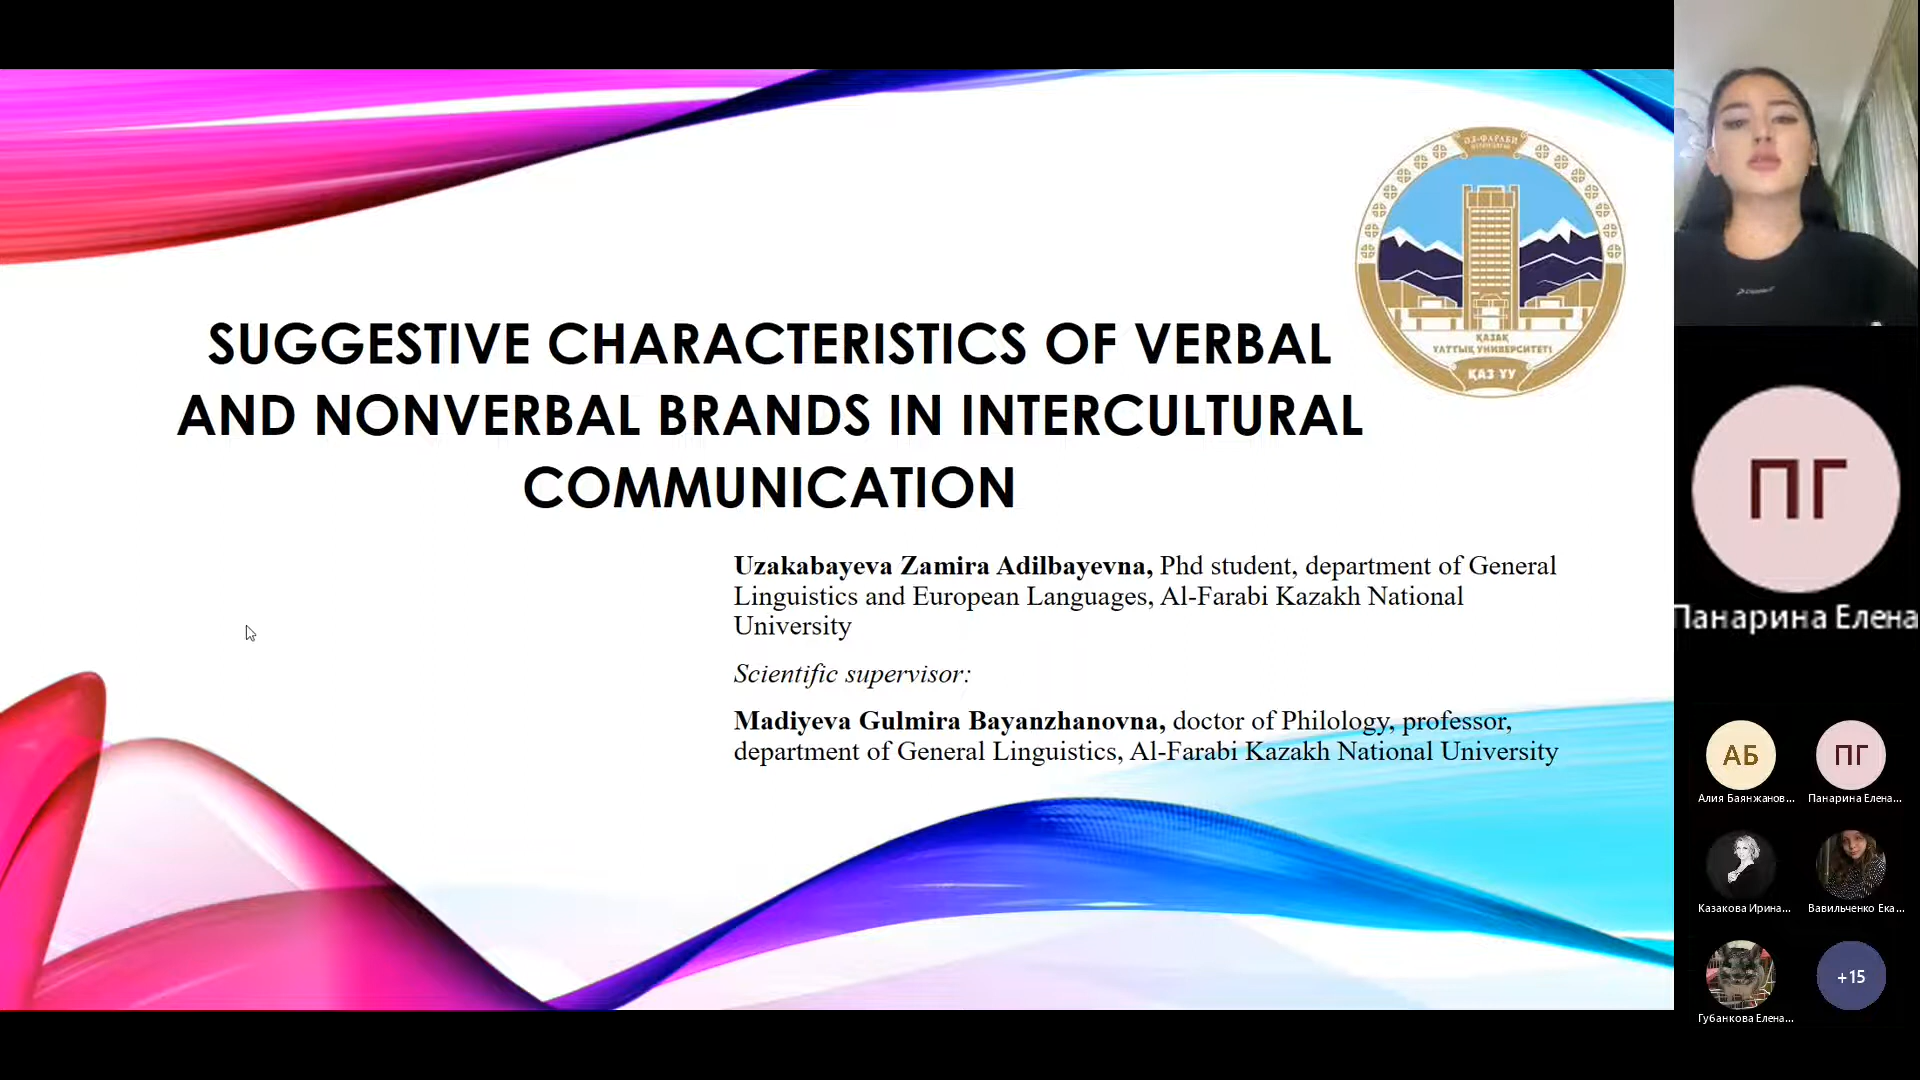 ӘЛ-ФАРАБИ
ҚАЗАҚ
ҰЛТТЫҚ УНИВЕРСИТЕТІ
ҚАЗ ҰУ
SUGGESTIVE CHARACTERISTICS OF VERBAL
AND NONVERBAL BRANDS IN INTERCULTURAL
COMMUNICATION
Uzakabayeva Zamira Adilbayevna, Phd student, department of General
Linguistics and European Languages, Al-Farabi Kazakh National
University
Scientific supervisor:
Madiyeva Gulmira Bayanzhanovna, doctor of Philology, professor,
department of General Linguistics, Al-Farabi Kazakh National University
ПГ
Панарина Елена
АБ
ПГ
Алия Баянжанов...
Панарина Елена...
Казакова Ирина...
Вавильченко Ека...
+15
Губанкова Елена...